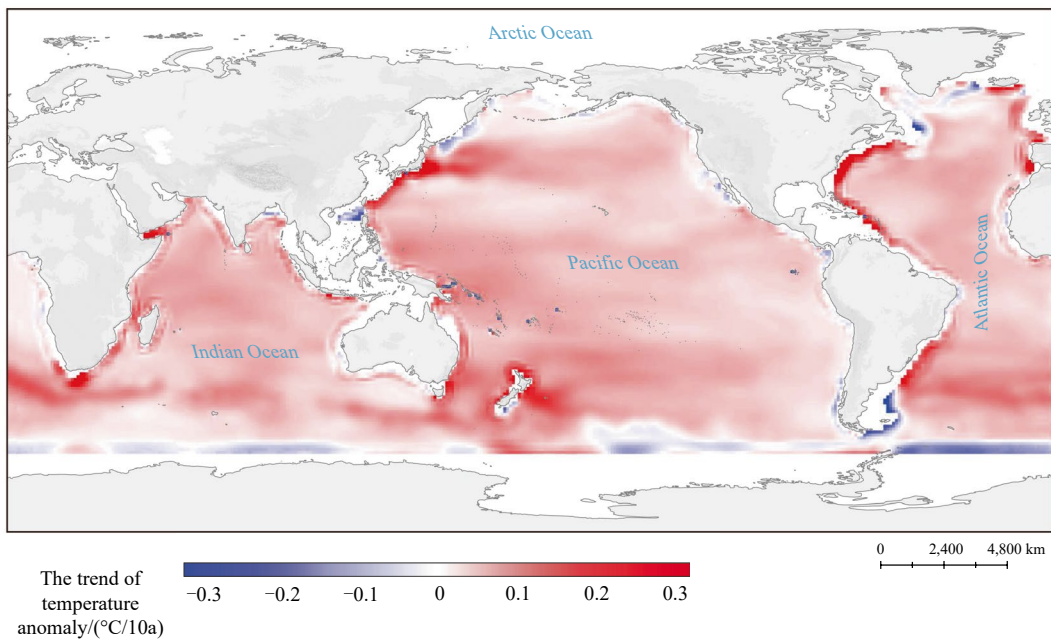 Arctic Ocean
Pacific Ocean
Atlantic Ocean
Indian Ocean
0 2,400 4,800 km
The trend of
temperature
anomaly/(°C/10a)
−0.3 −0.2 −0.1 0 0.1 0.2 0.3